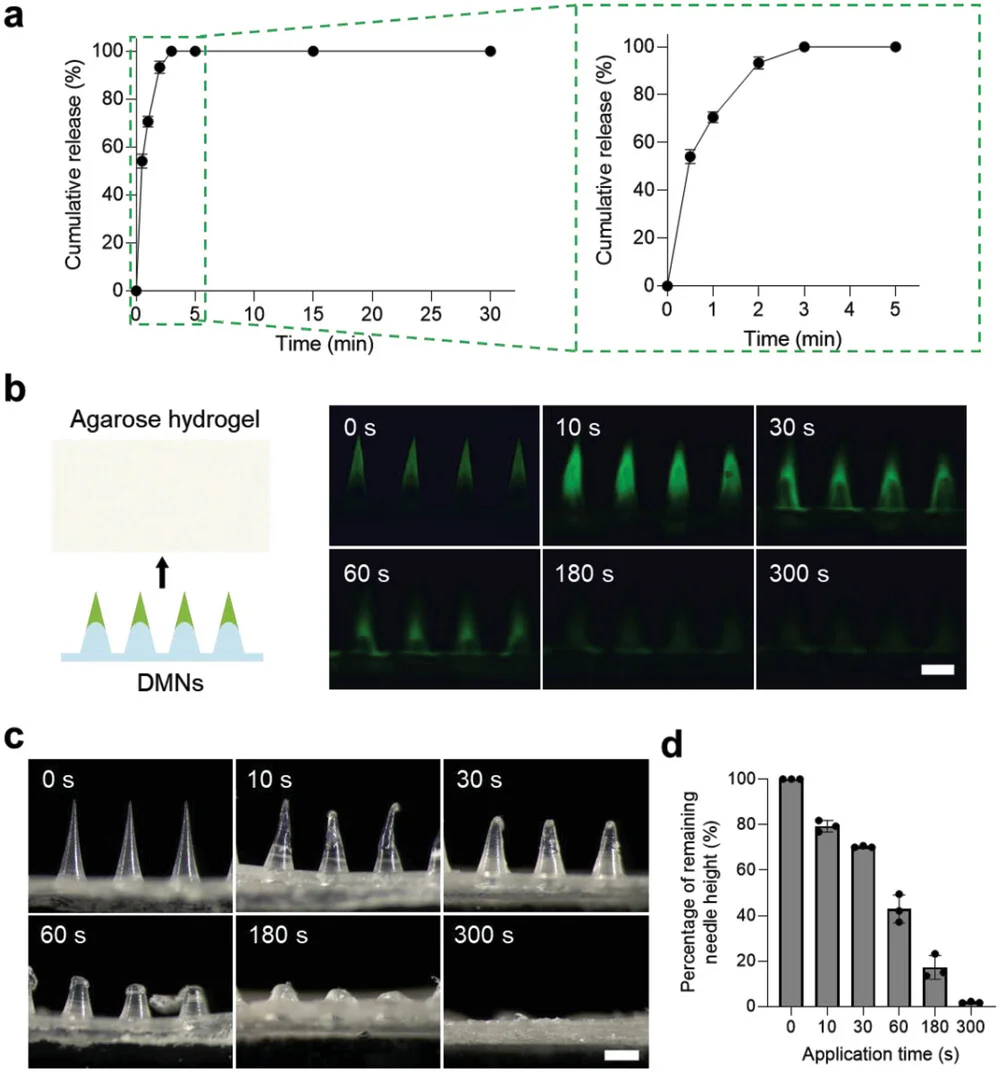 a
Cumulative release (%)
100
80
60
40
20
0
0 5 10 15 20 25 30
Time (min)
Cumulative release (%)
100
80
60
40
20
0
0 1 2 3 4 5
Time (min)
b
Agarose hydrogel
DMNs
0 s
10 s
30 s
60 s
180 s
300 s
c
0 s
10 s
30 s
60 s
180 s
300 s
d
Percentage of remaining
needle height (%)
100
80
60
40
20
0
0 10 30 60 180 300
Application time (s)